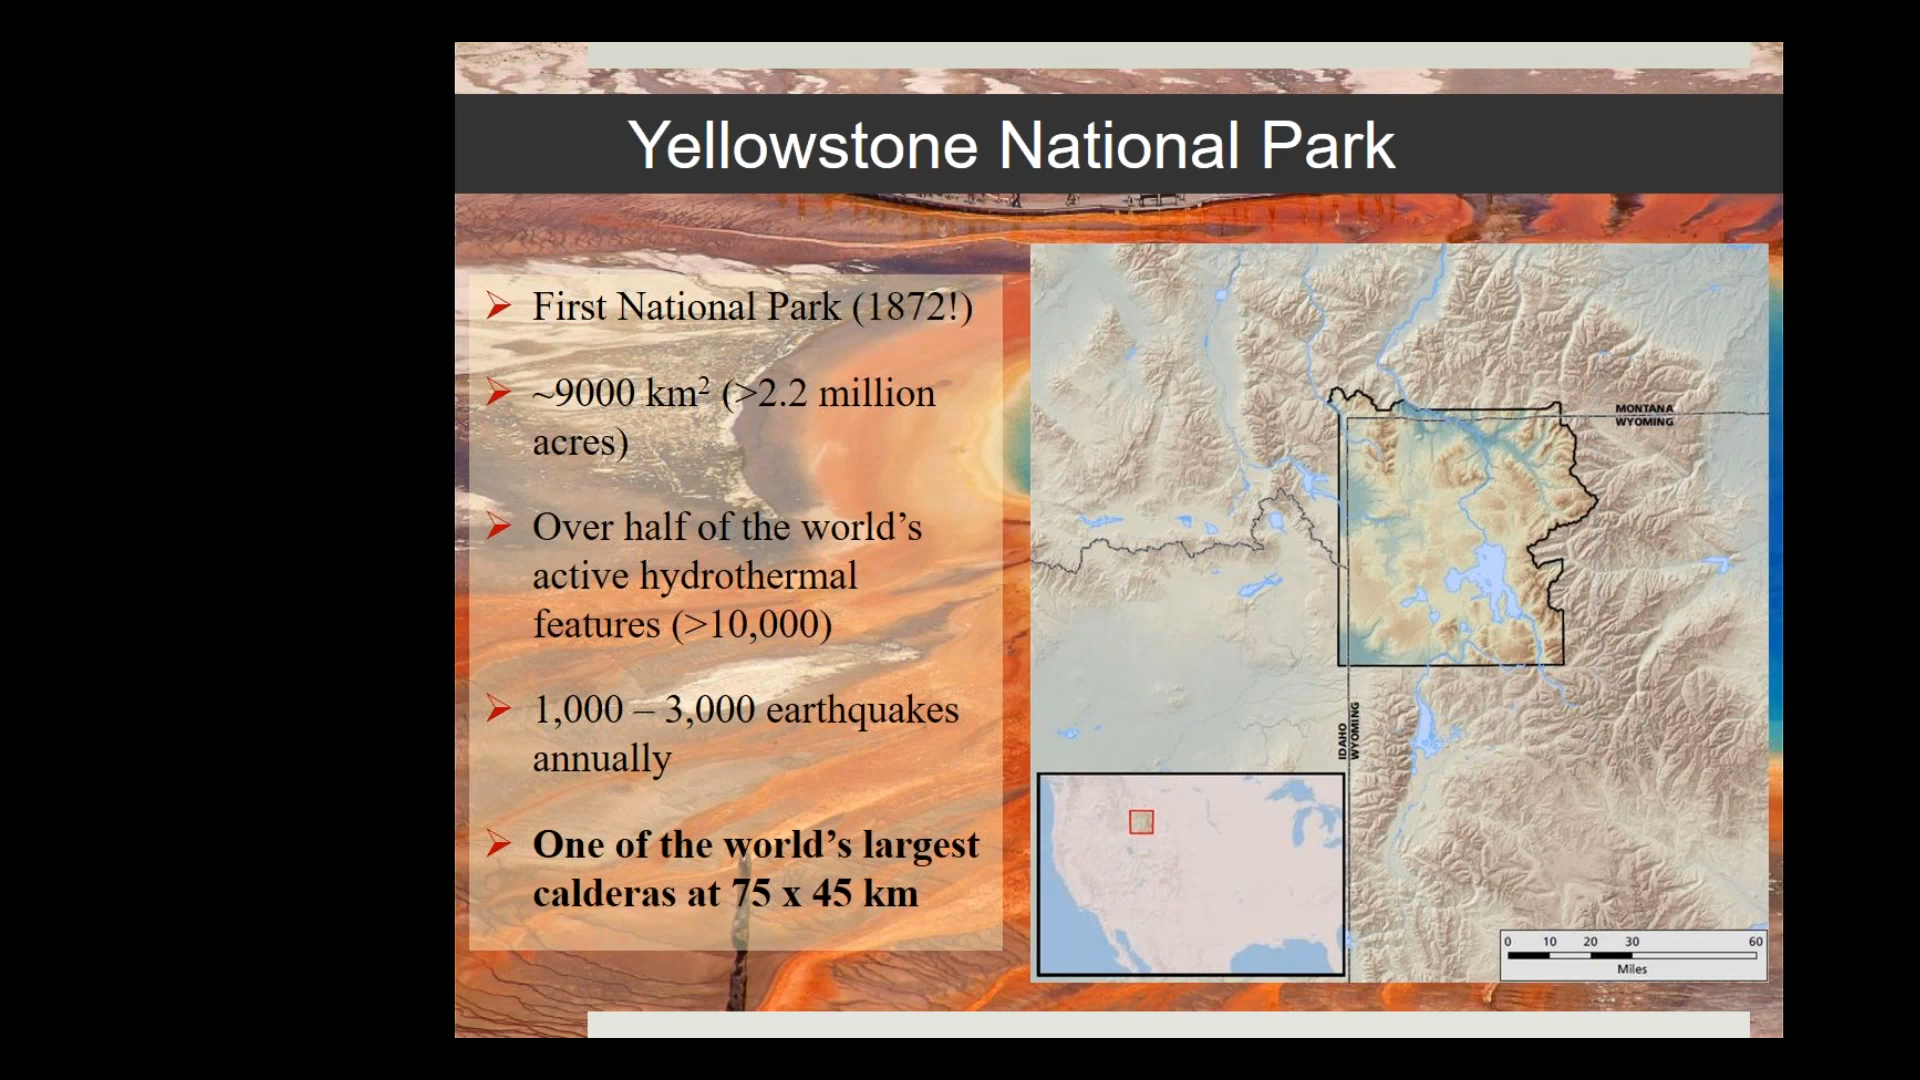 Yellowstone National Park
First National Park (1872!)
~9000 km² (>2.2 million
acres)
Over half of the world’s
active hydrothermal
features (>10,000)
1,000 – 3,000 earthquakes
annually
One of the world’s largest
calderas at 75 x 45 km
MONTANA
WYOMING
IDAHO
WYOMING
0 10 20 30 60
Miles